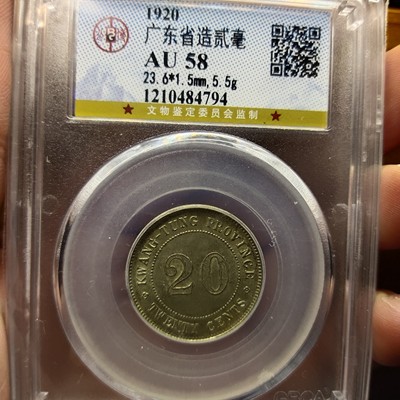 1920
广东省造贰毫
AU 58
23.6*1.5mm,5.5g
1210484794
★ 文物鉴定委员会监制 ★
KWANG-TUNG PROVINCE
20
TWENTY CENTS